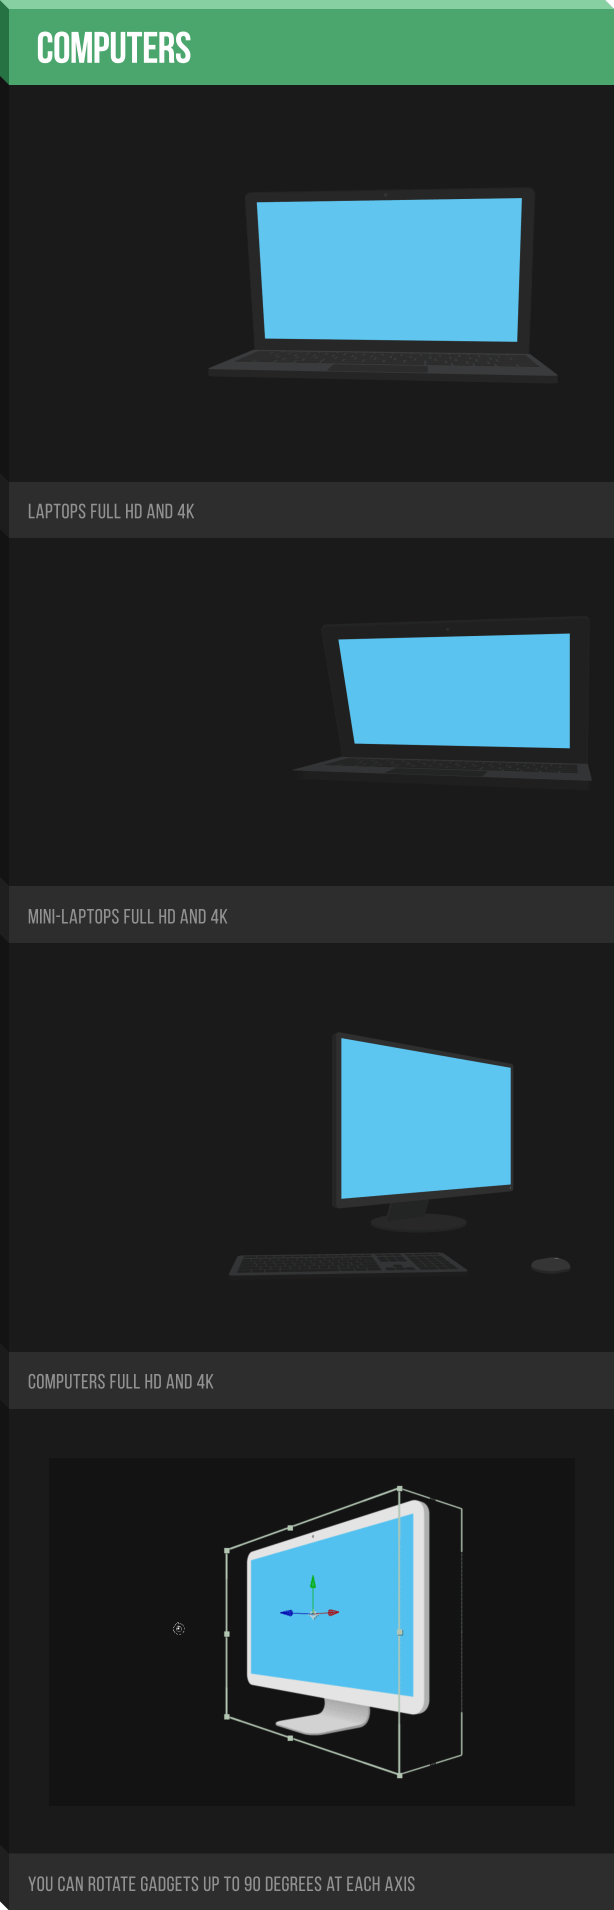 COMPUTERS
LAPTOPS FULL HD AND 4K
MINI-LAPTOPS FULL HD AND 4K
COMPUTERS FULL HD AND 4K
YOU CAN ROTATE GADGETS UP TO 90 DEGREES AT EACH AXIS